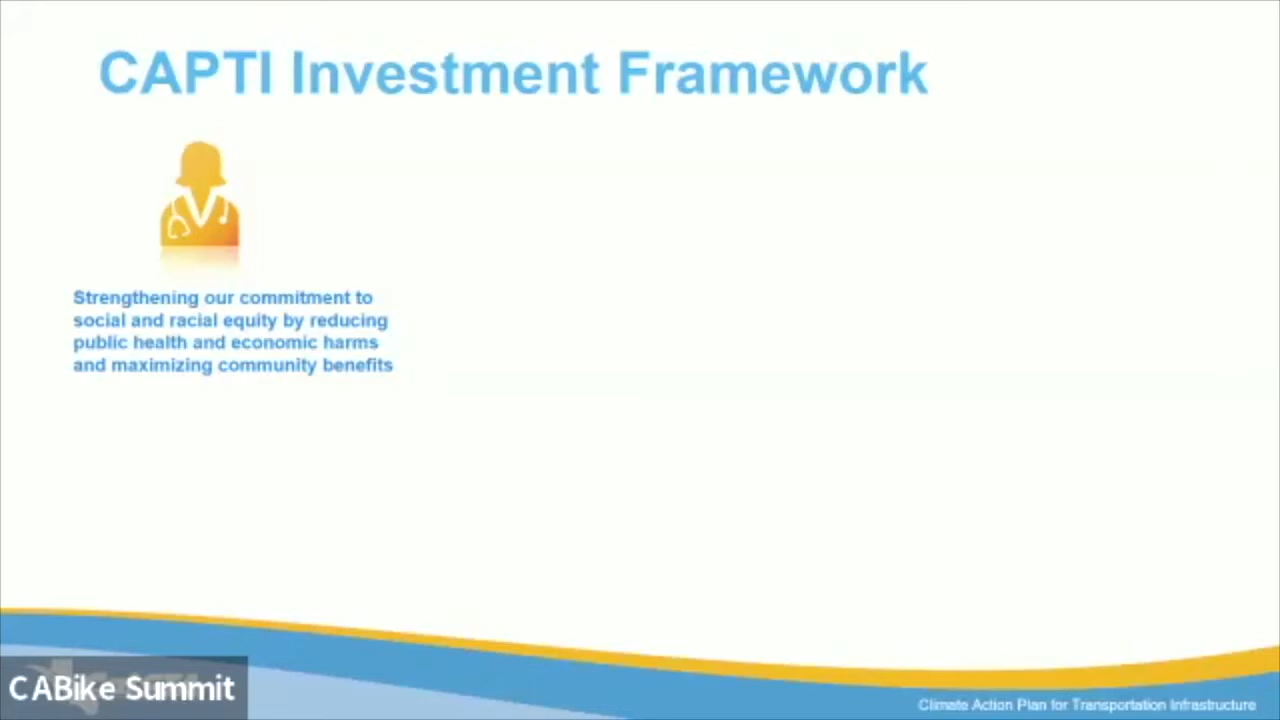 CAPTI Investment Framework
Strengthening our commitment to
social and racial equity by reducing
public health and economic harms
and maximizing community benefits
CABike Summit
Climate Action Plan for Transportation Infrastructure